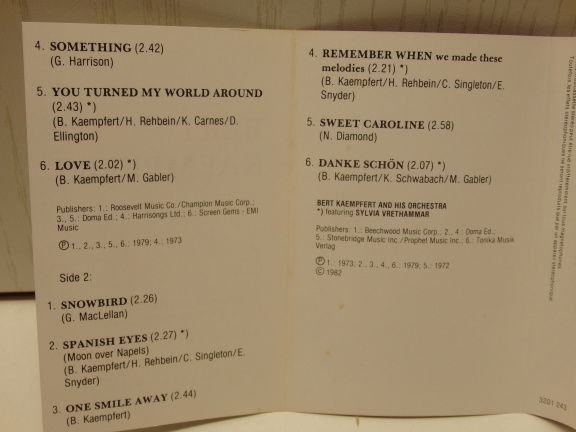 4. SOMETHING (2.42)
(G. Harrison)
5. YOU TURNED MY WORLD AROUND
(2.43) *)
(B. Kaempfert/H. Rehbein/K. Carnes/D.
Ellington)
6. LOVE (2.02) *)
(B. Kaempfert/M. Gabler)
Publishers: 1.: Roosevelt Music Co./Champion Music Corp.;
3., 5.: Doma Ed.; 4.: Harrisongs Ltd.; 6.: Screen Gems - EMI
Music
Ⓟ 1., 2., 3., 5., 6.: 1979; 4.: 1973
Side 2:
1. SNOWBIRD (2.26)
(G. MacLellan)
2. SPANISH EYES (2.27) *)
(Moon over Napels)
(B. Kaempfert/H. Rehbein/C. Singleton/E.
Snyder)
3. ONE SMILE AWAY (2.44)
(B. Kaempfert)
4. REMEMBER WHEN we made these
melodies (2.21) *)
(B. Kaempfert/H. Rehbein/C. Singleton/E.
Snyder)
5. SWEET CAROLINE (2.58)
(N. Diamond)
6. DANKE SCHÖN (2.07) *)
(B. Kaempfert/K. Schwabach/M. Gabler)
BERT KAEMPFERT AND HIS ORCHESTRA
*) featuring SYLVIA VRETHAMMAR
Publishers: 1.: Beechwood Music Corp.; 2., 4.: Doma Ed.;
5.: Stonebridge Music Inc./Prophet Music Inc.; 6.: Tonika Musik
Verlag
Ⓟ 1.: 1973; 2., 3., 4., 6.: 1979; 5.: 1972
© 1982
3201 243